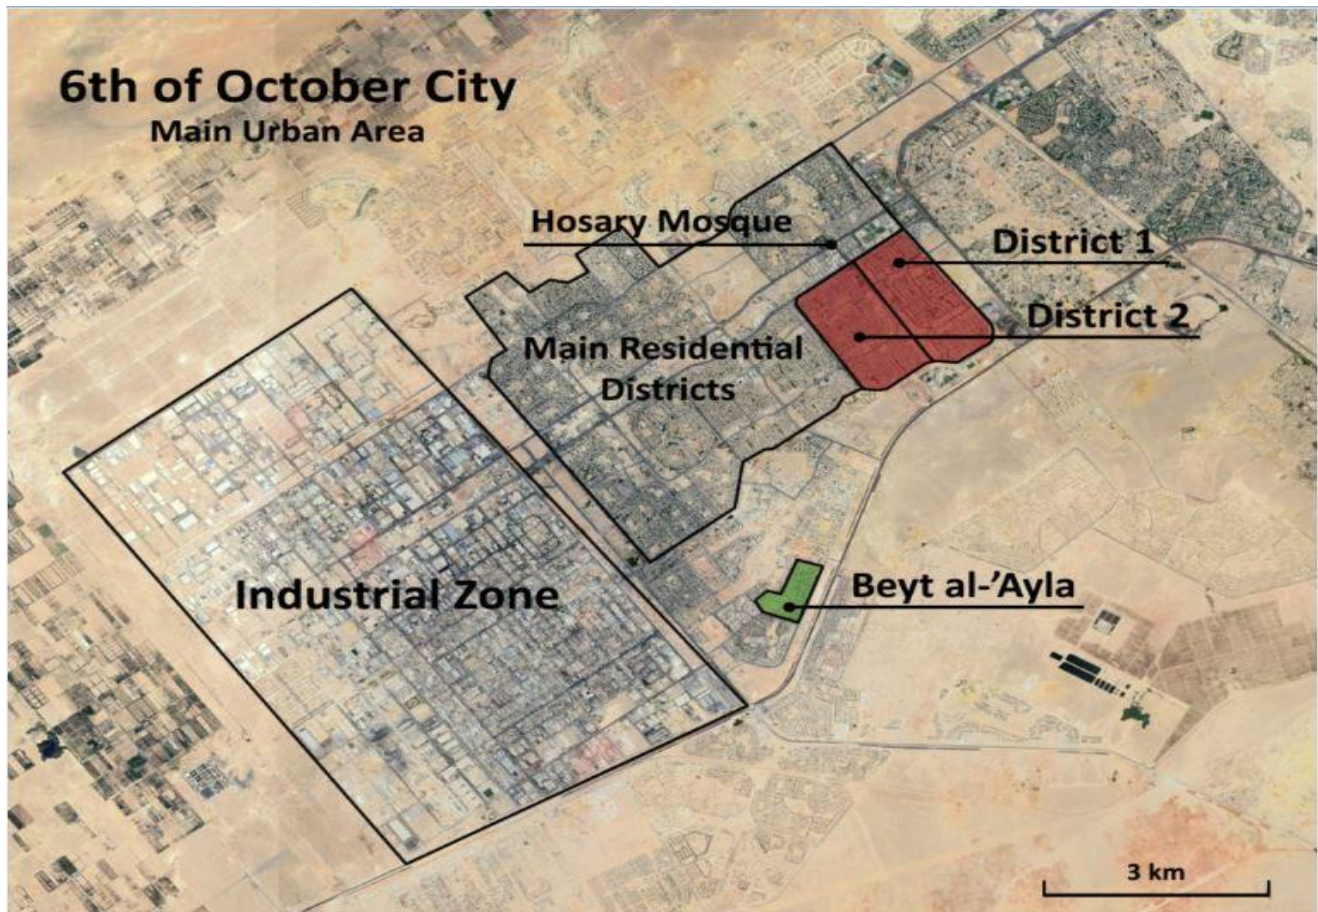 6th of October City
Main Urban Area
Hosary Mosque
District 1
District 2
Main Residential
Districts
Industrial Zone
Beyt al-’Ayla
3 km